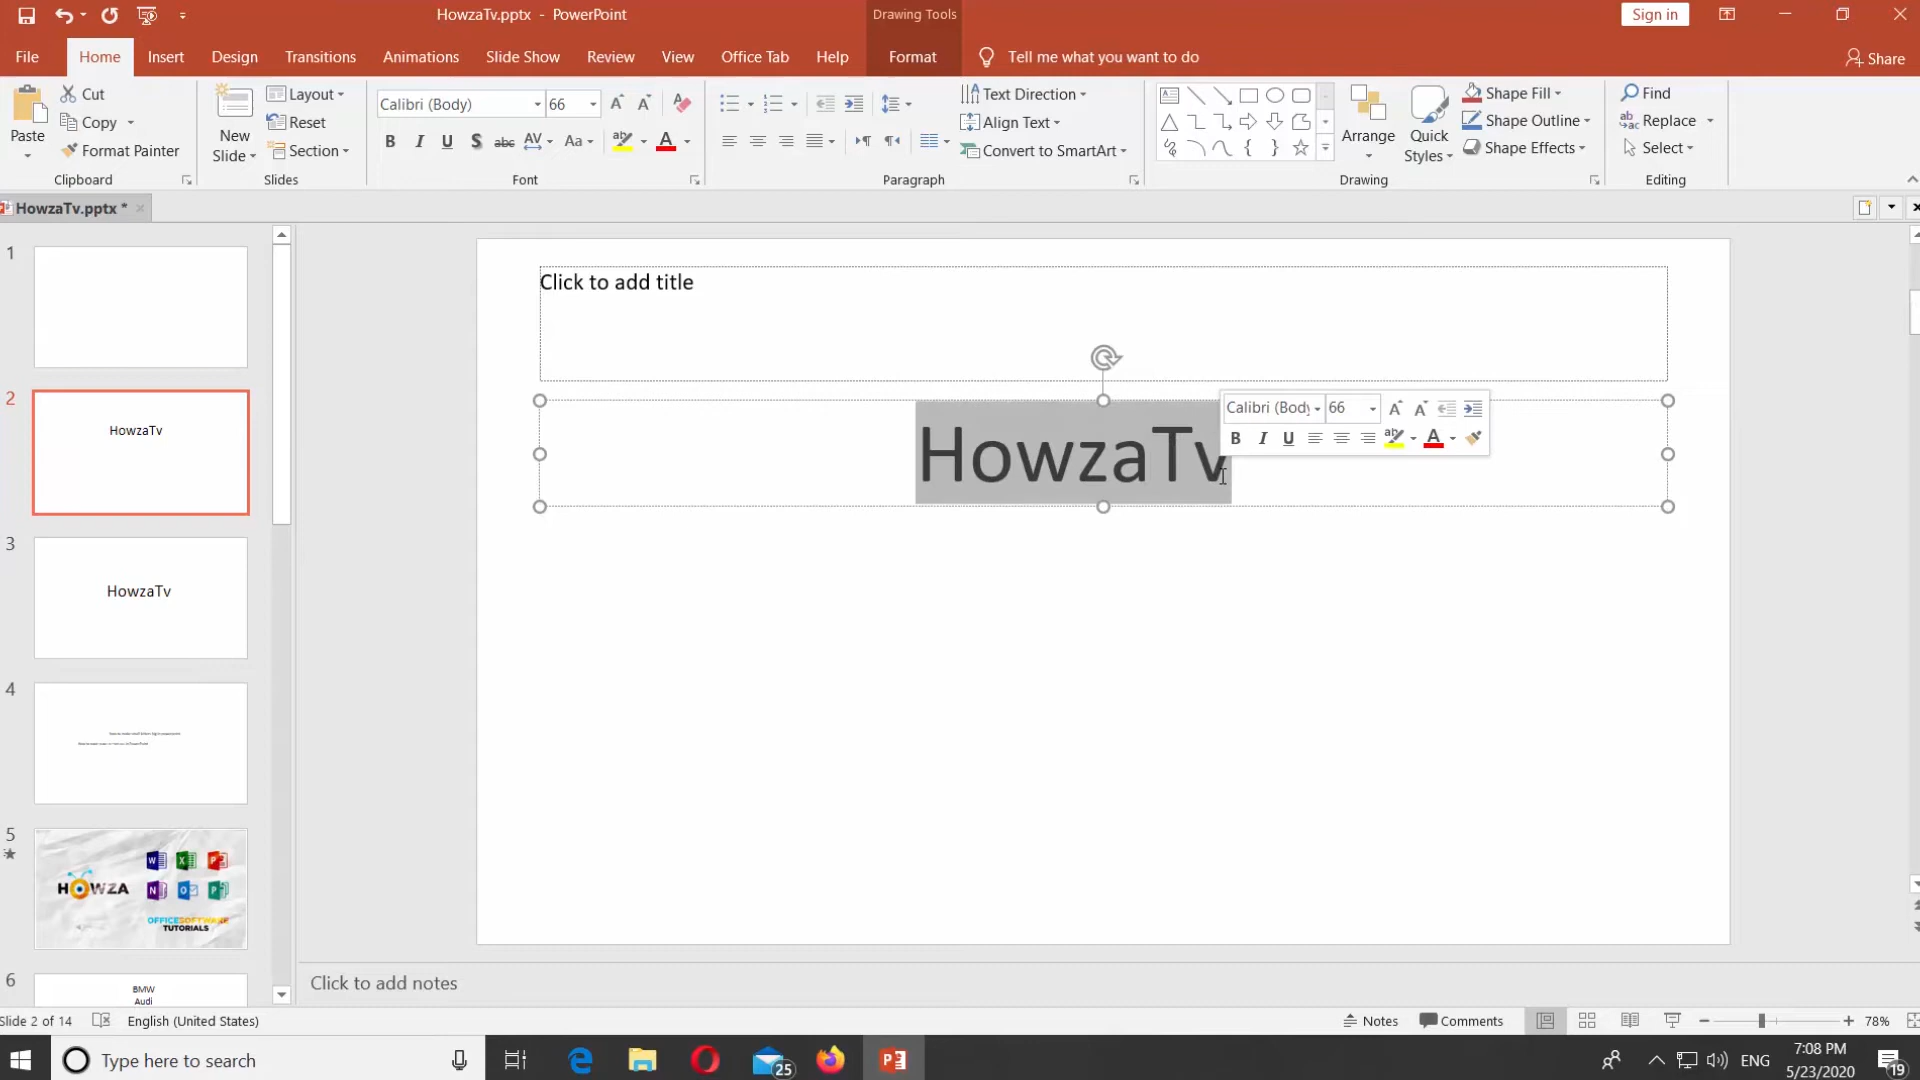 HowzaTv.pptx - PowerPoint
Drawing Tools
Sign in
File Home Insert Design Transitions Animations Slide Show Review View Office Tab Help Format Tell me what you want to do Share
Paste
Cut
Copy
Format Painter
Clipboard
New Slide
Layout
Reset
Section
Slides
Calibri (Body) 66
B I U S abc AV Aa
Font
Text Direction
Align Text
Convert to SmartArt
Paragraph
Arrange
Quick Styles
Shape Fill
Shape Outline
Shape Effects
Drawing
Find
Replace
Select
Editing
HowzaTv.pptx *
1
2
HowzaTv
3
HowzaTv
4
5
HOWZA
OFFICESOFTWARE
TUTORIALS
6
BMW
Audi
Click to add title
HowzaTv
Calibri (Body 66
B I U
Click to add notes
Slide 2 of 14 English (United States) Notes Comments 78%
Type here to search
25
ENG
7:08 PM
5/23/2020
19